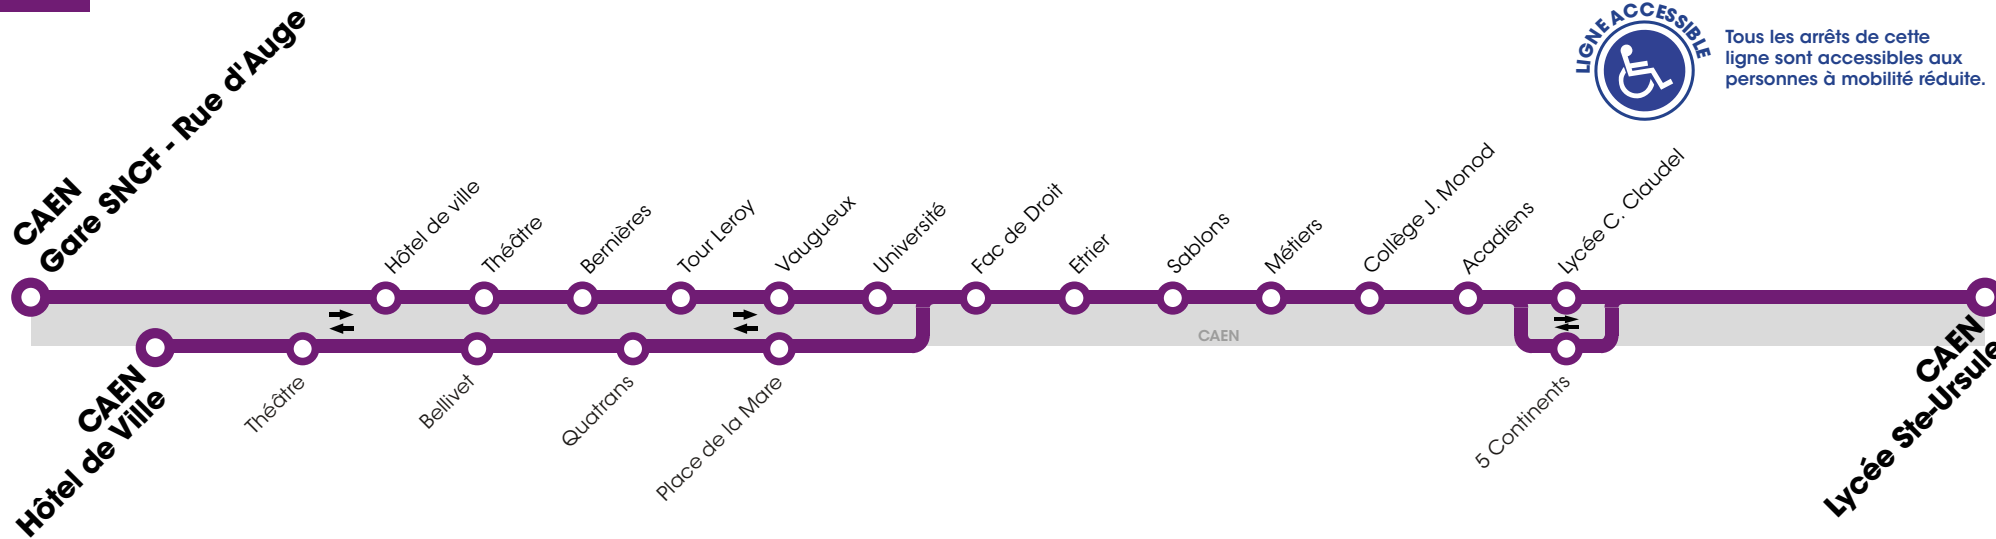 LIGNE ACCESSIBLE
Tous les arrêts de cette
ligne sont accessibles aux
personnes à mobilité réduite.
CAEN
Gare SNCF - Rue d'Auge
Hôtel de ville
Théâtre
Bernières
Tour Leroy
Vaugueux
Université
Fac de Droit
Etrier
Sablons
Métiers
Collège J. Monod
Acadiens
Lycée C. Claudel
CAEN
CAEN
Lycée Ste-Ursule
CAEN
Hôtel de Ville
Théâtre
Bellivet
Quatrans
Place de la Mare
5 Continents